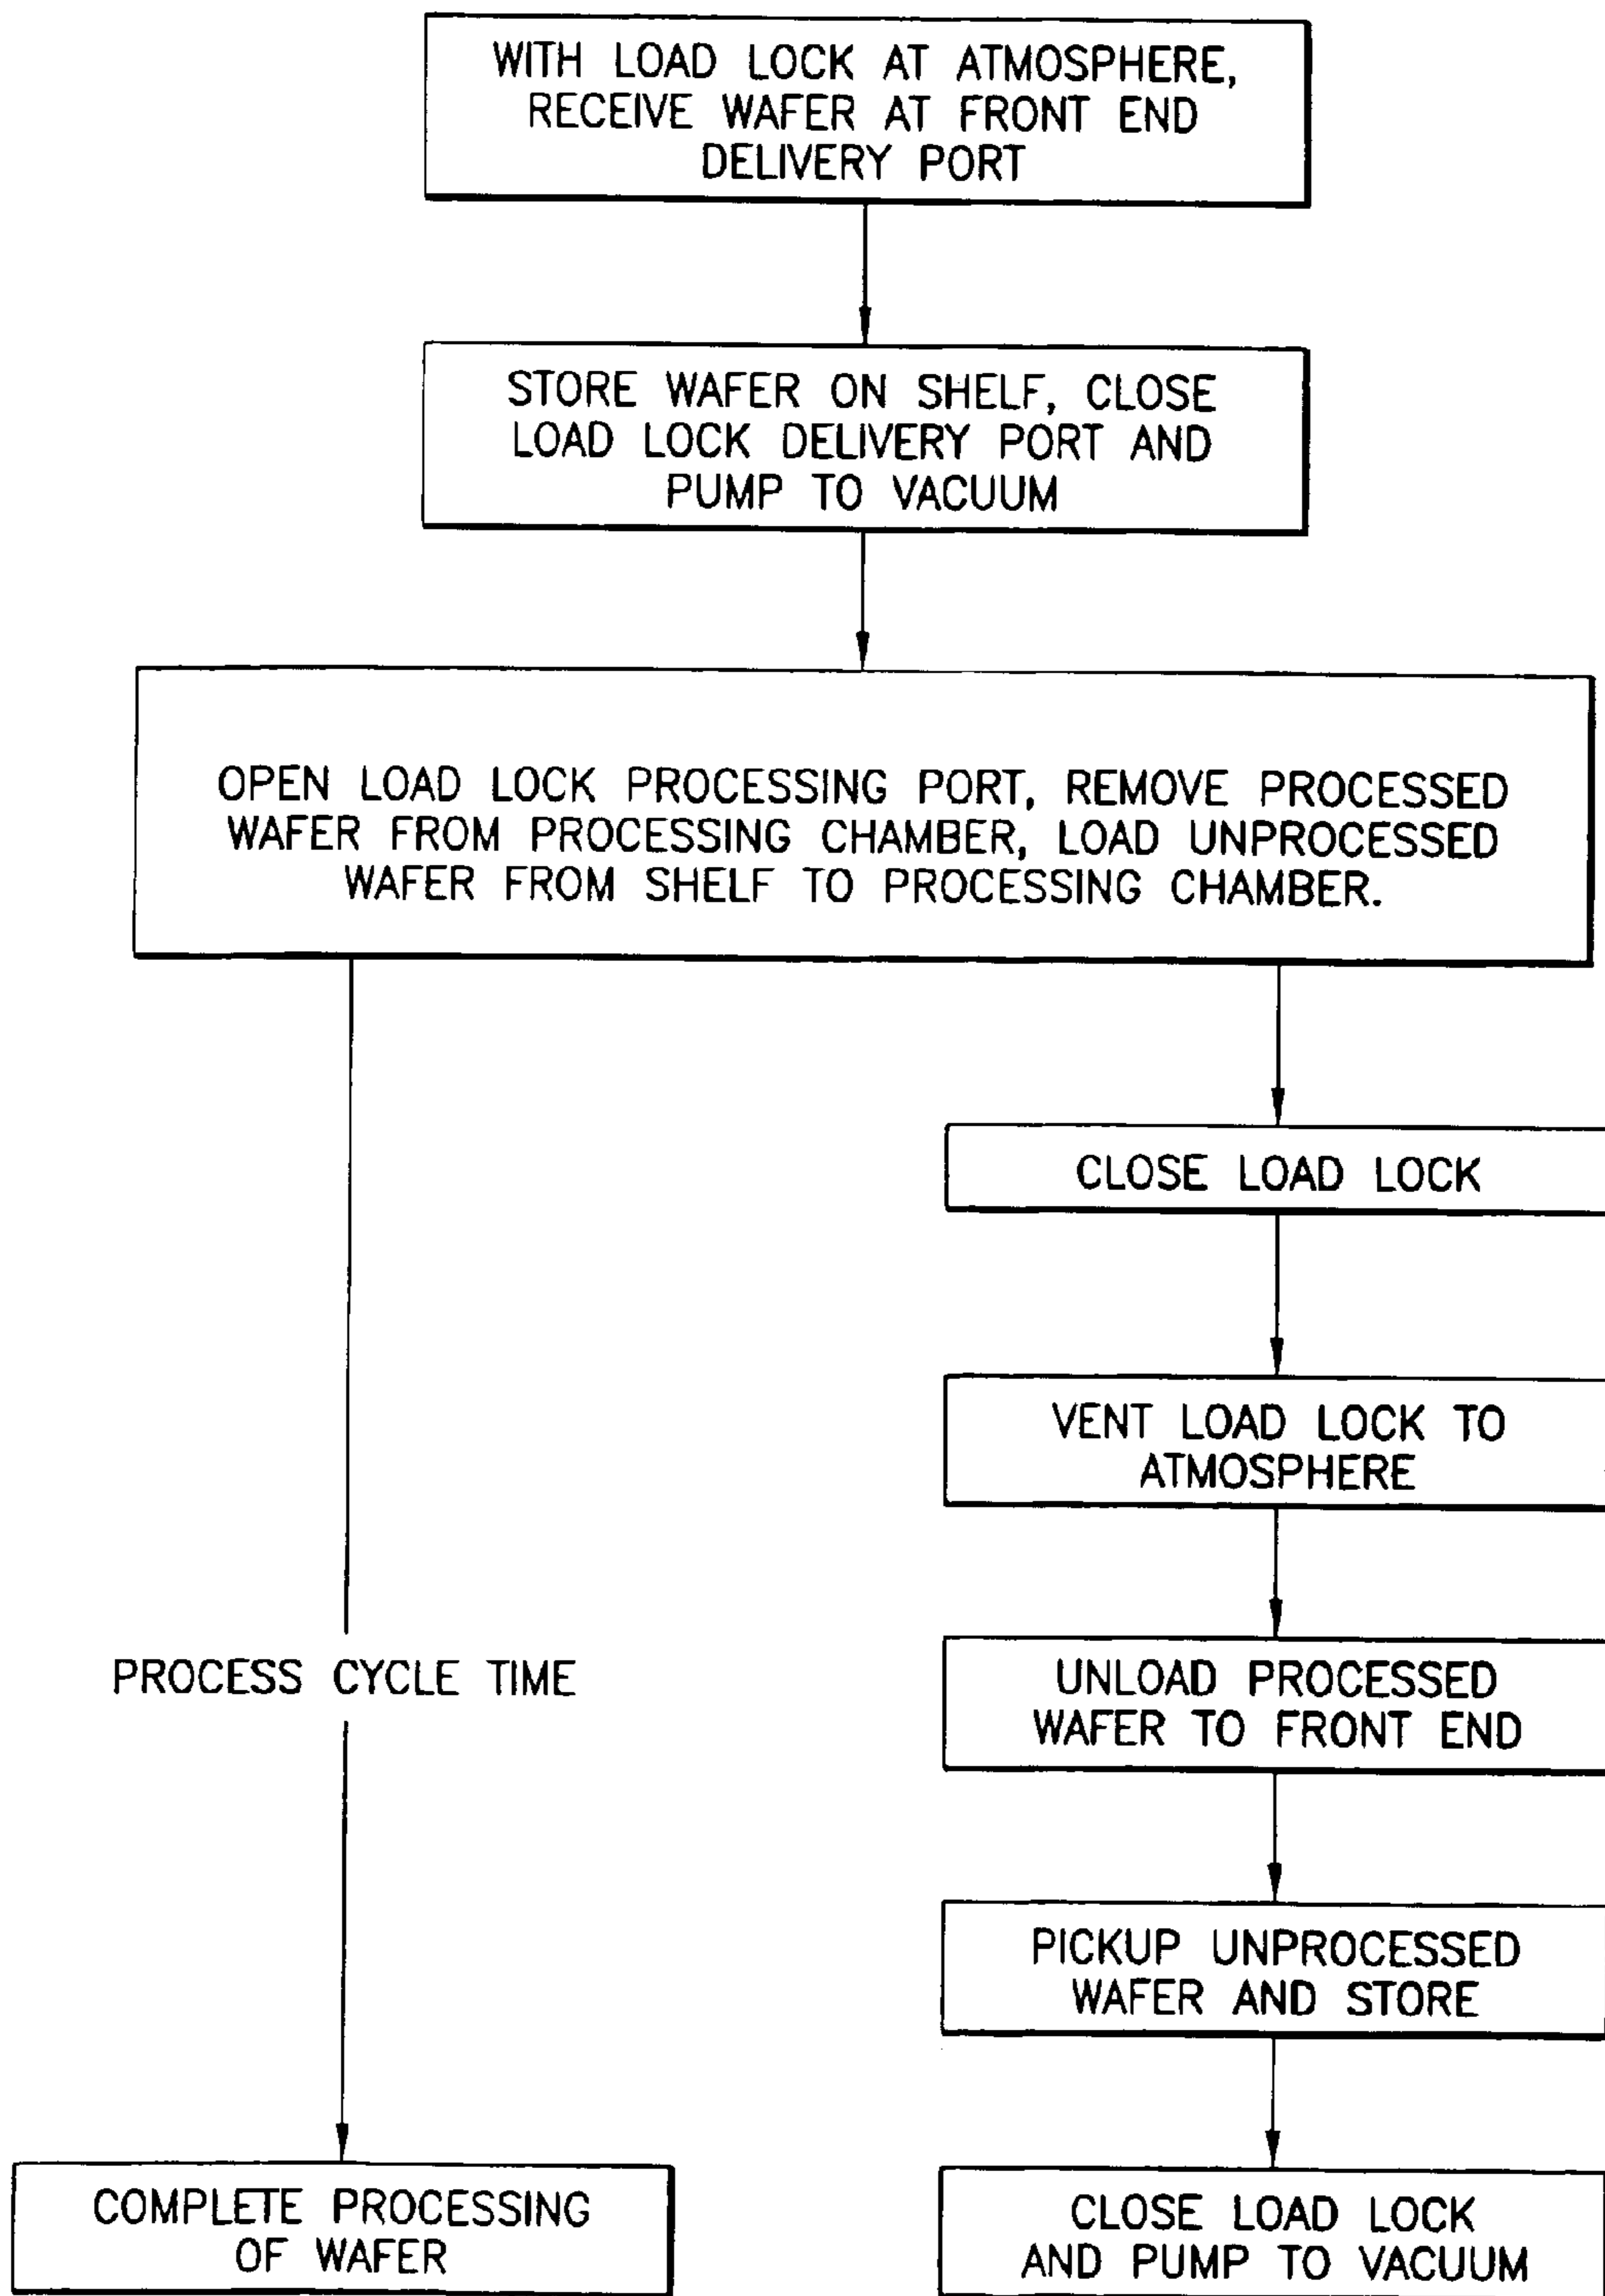 WITH LOAD LOCK AT ATMOSPHERE,
RECEIVE WAFER AT FRONT END
DELIVERY PORT
STORE WAFER ON SHELF, CLOSE
LOAD LOCK DELIVERY PORT AND
PUMP TO VACUUM
OPEN LOAD LOCK PROCESSING PORT, REMOVE PROCESSED
WAFER FROM PROCESSING CHAMBER, LOAD UNPROCESSED
WAFER FROM SHELF TO PROCESSING CHAMBER.
CLOSE LOAD LOCK
VENT LOAD LOCK TO
ATMOSPHERE
UNLOAD PROCESSED
WAFER TO FRONT END
PROCESS CYCLE TIME
PICKUP UNPROCESSED
WAFER AND STORE
COMPLETE PROCESSING
OF WAFER
CLOSE LOAD LOCK
AND PUMP TO VACUUM